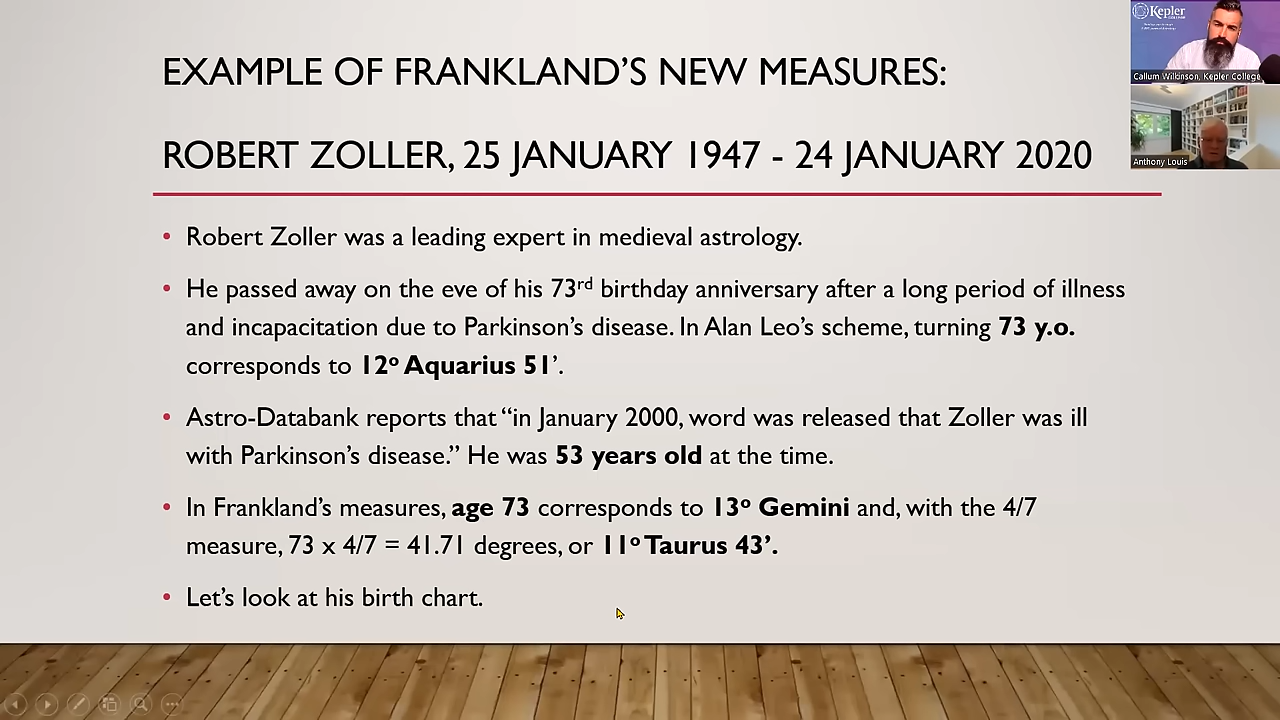 EXAMPLE OF FRANKLAND'S NEW MEASURES:
ROBERT ZOLLER, 25 JANUARY 1947 - 24 JANUARY 2020
• Robert Zoller was a leading expert in medieval astrology.
• He passed away on the eve of his 73rd birthday anniversary after a long period of illness
and incapacitation due to Parkinson's disease. In Alan Leo's scheme, turning 73 y.o.
corresponds to 12º Aquarius 51'.
• Astro-Databank reports that “in January 2000, word was released that Zoller was ill
with Parkinson's disease.” He was 53 years old at the time.
• In Frankland's measures, age 73 corresponds to 13º Gemini and, with the 4/7
measure, 73 x 4/7 = 41.71 degrees, or 11º Taurus 43'.
• Let's look at his birth chart.
Kepler
Callum Wilkinson, Kepler College
Anthony Louis